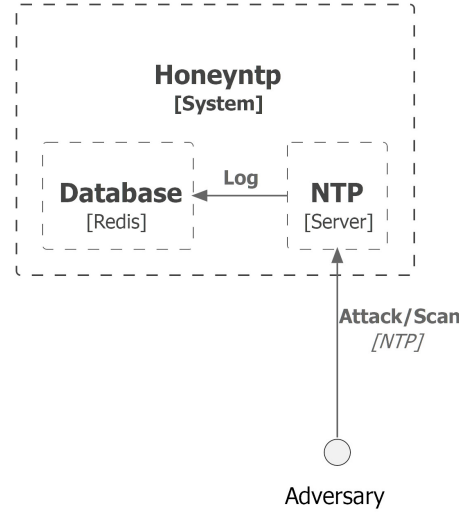 Honeyntp
[System]
Log
Database
[Redis]
NTP
[Server]
Attack/Scan
[NTP]
Adversary